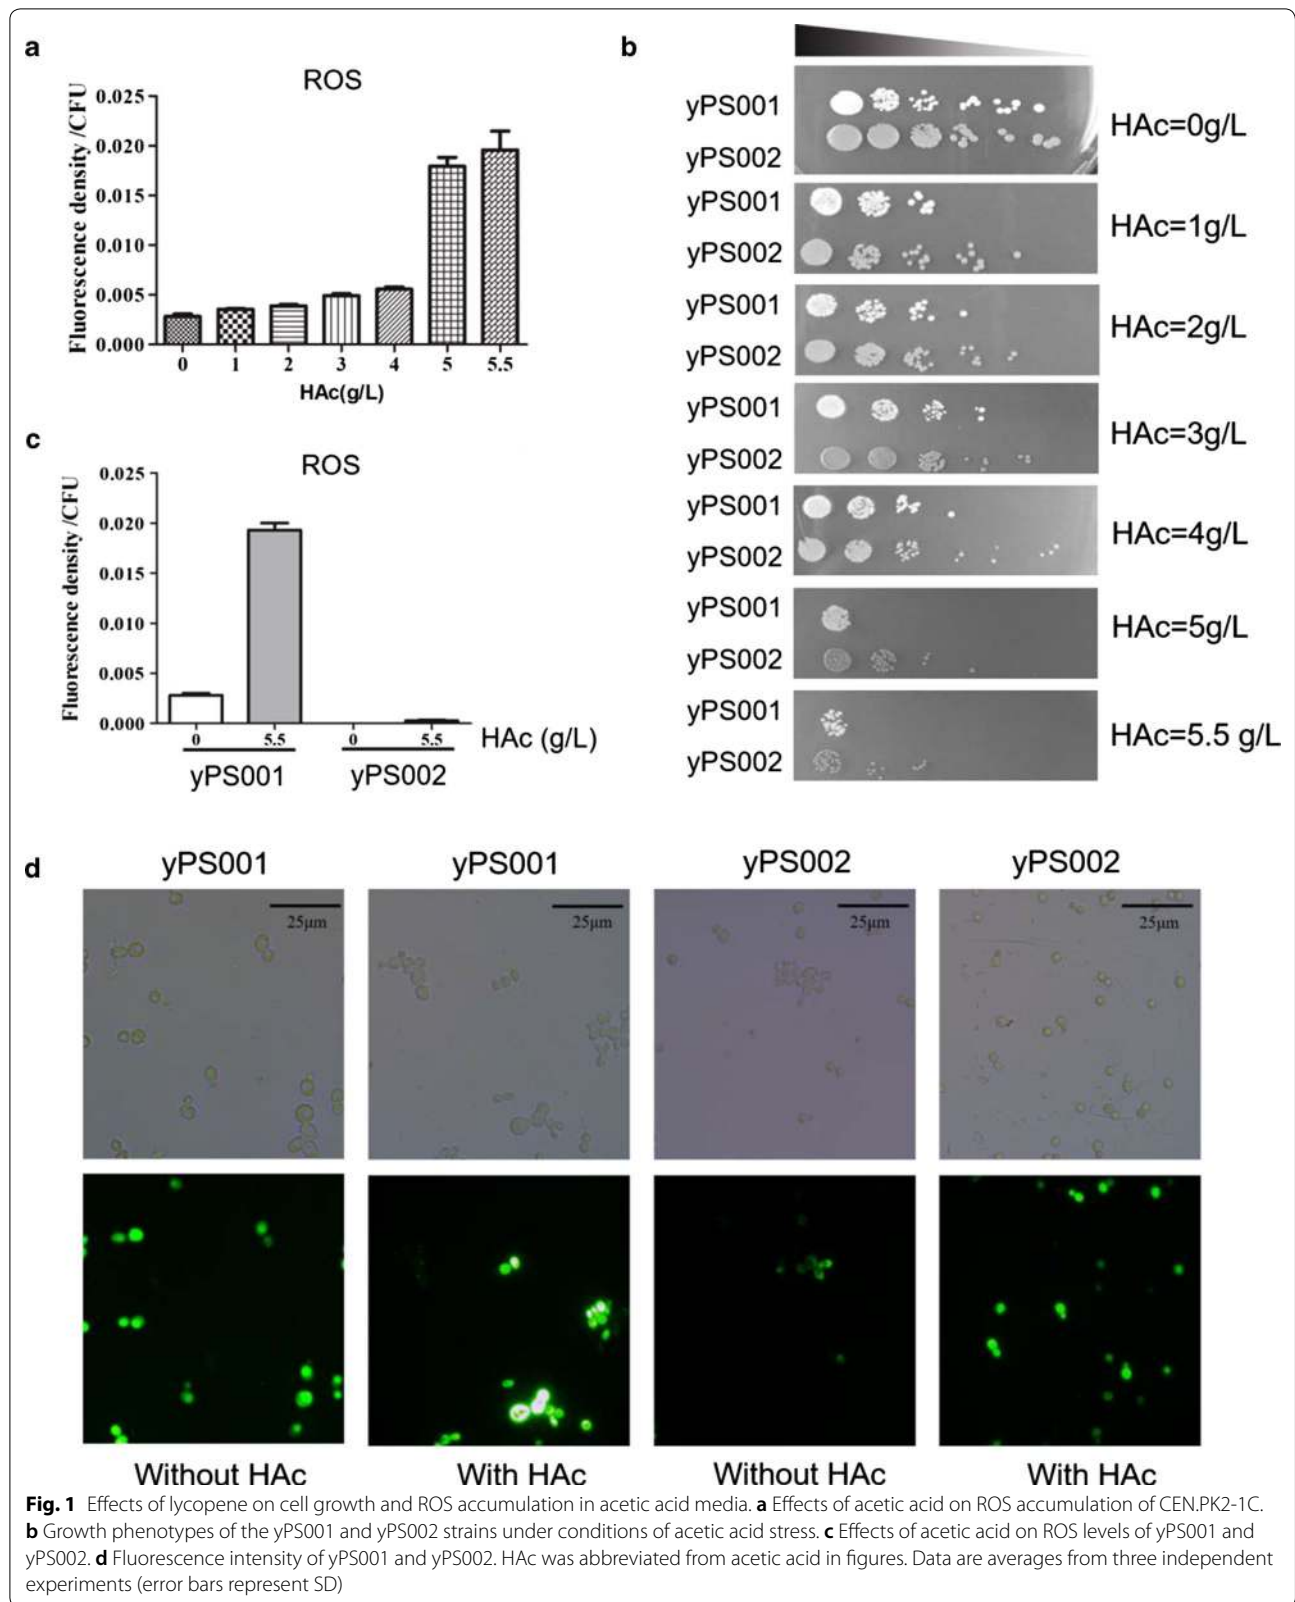 a
ROS
Fluorescence density /CFU
0.025
0.020
0.015
0.010
0.005
0.000
0 1 2 3 4 5 5.5
HAc(g/L)
b
yPS001
yPS002
HAc=0g/L
yPS001
yPS002
HAc=1g/L
yPS001
yPS002
HAc=2g/L
yPS001
yPS002
HAc=3g/L
yPS001
yPS002
HAc=4g/L
yPS001
yPS002
HAc=5g/L
yPS001
yPS002
HAc=5.5 g/L
c
ROS
Fluorescence density /CFU
0.025
0.020
0.015
0.010
0.005
0.000
0 5.5 0 5.5 HAc (g/L)
yPS001 yPS002
d
yPS001 yPS001 yPS002 yPS002
25µm 25µm 25µm 25µm
Without HAc With HAc Without HAc With HAc
Fig. 1 Effects of lycopene on cell growth and ROS accumulation in acetic acid media. a Effects of acetic acid on ROS accumulation of CEN.PK2-1C.
b Growth phenotypes of the yPS001 and yPS002 strains under conditions of acetic acid stress. c Effects of acetic acid on ROS levels of yPS001 and
yPS002. d Fluorescence intensity of yPS001 and yPS002. HAc was abbreviated from acetic acid in figures. Data are averages from three independent
experiments (error bars represent SD)